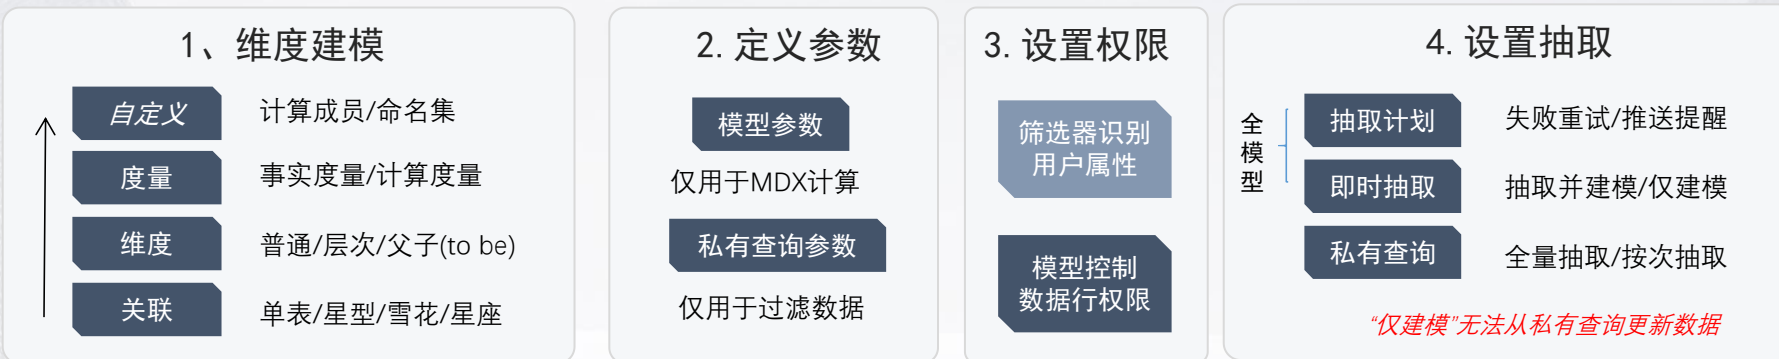 1、维度建模
自定义
计算成员/命名集
度量
事实度量/计算度量
维度
普通/层次/父子(to be)
关联
单表/星型/雪花/星座
2. 定义参数
模型参数
仅用于MDX计算
私有查询参数
仅用于过滤数据
3. 设置权限
筛选器识别
用户属性
模型控制
数据行权限
4. 设置抽取
全
模
型
抽取计划
失败重试/推送提醒
即时抽取
抽取并建模/仅建模
私有查询
全量抽取/按次抽取
“仅建模”无法从私有查询更新数据